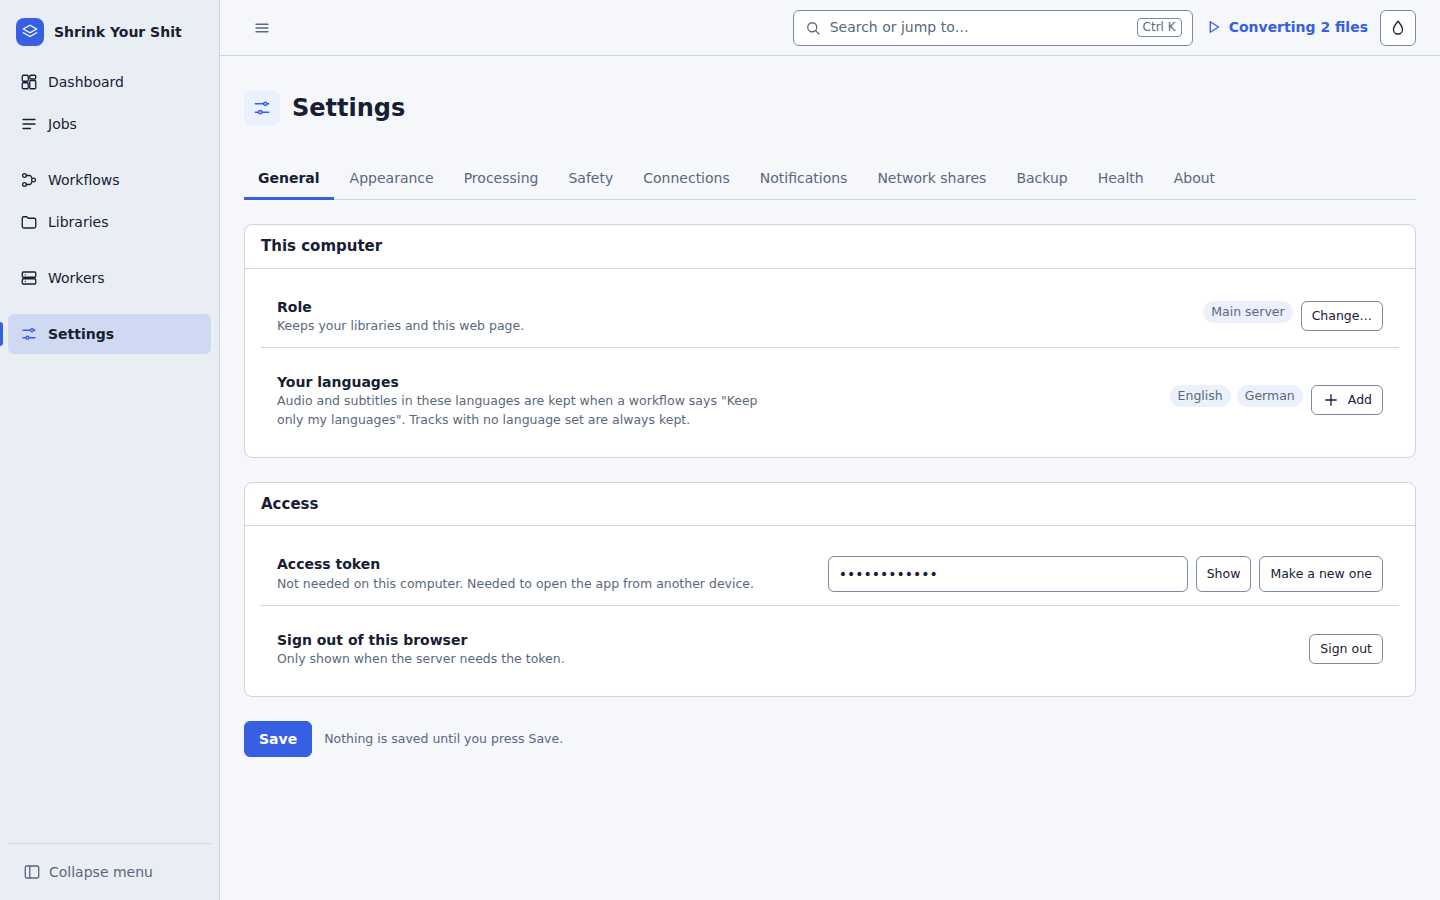 Shrink Your Shit
Search or jump to...
Ctrl K
Converting 2 files
Dashboard
Jobs
Workflows
Libraries
Workers
Settings
Collapse menu
Settings
General
Appearance
Processing
Safety
Connections
Notifications
Network shares
Backup
Health
About
This computer
Role
Keeps your libraries and this web page.
Main server
Change...
Your languages
Audio and subtitles in these languages are kept when a workflow says "Keep
only my languages". Tracks with no language set are always kept.
English
German
Add
Access
Access token
Not needed on this computer. Needed to open the app from another device.
••••••••••••
Show
Make a new one
Sign out of this browser
Only shown when the server needs the token.
Sign out
Save
Nothing is saved until you press Save.